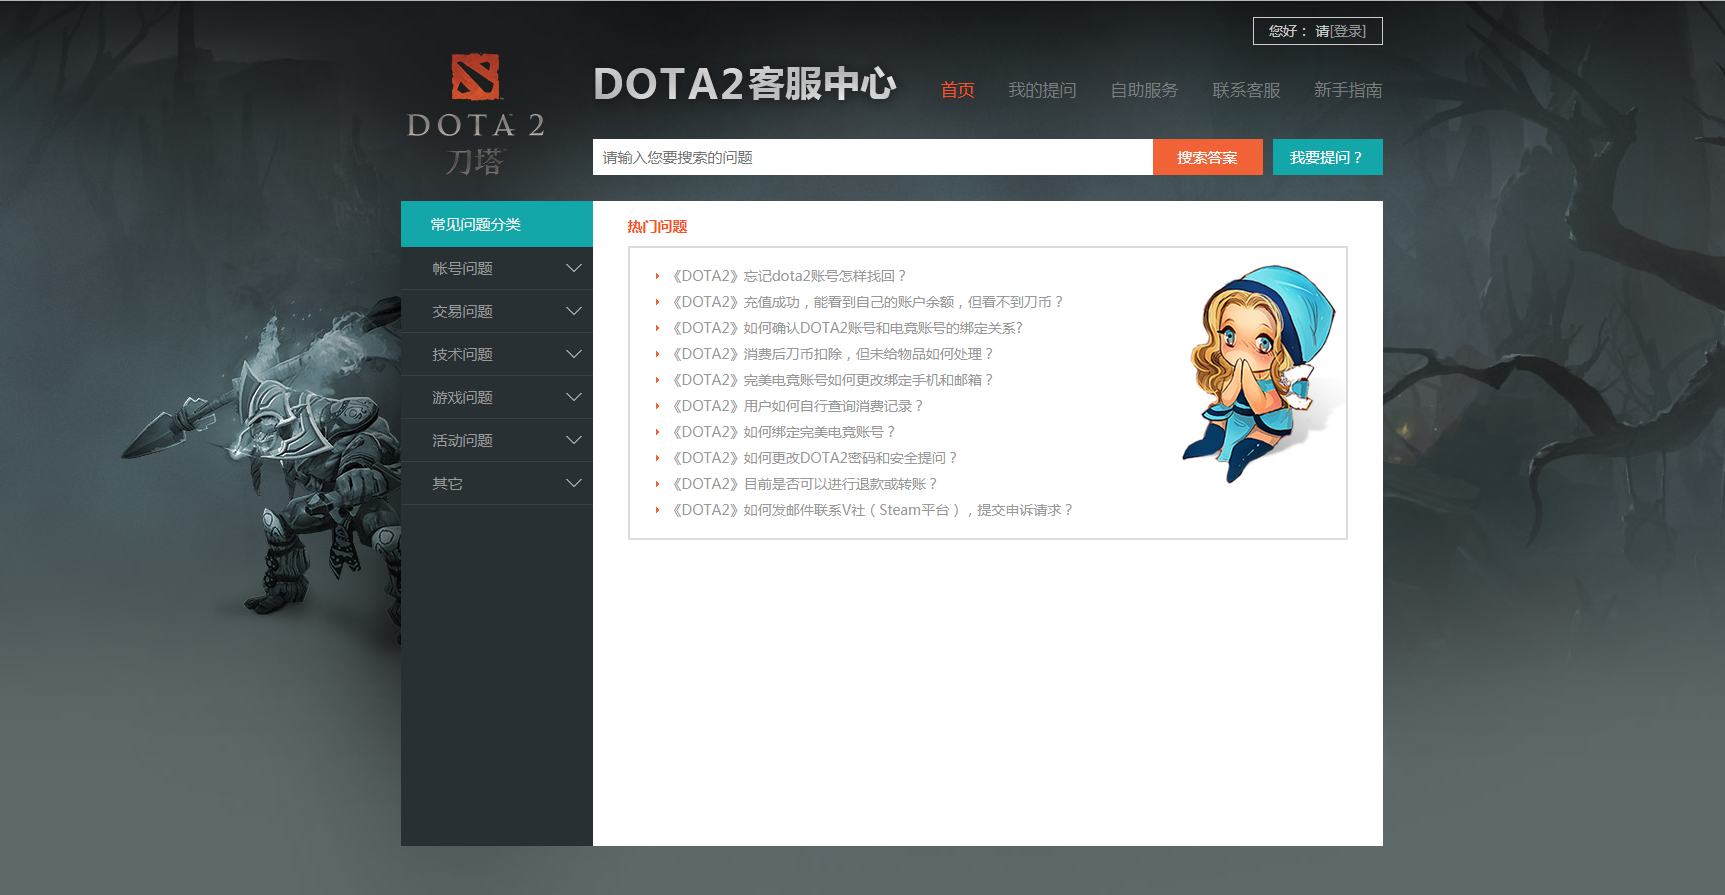 您好： 请[登录]
DOTA 2
刀塔
DOTA2客服中心
首页 我的提问 自助服务 联系客服 新手指南
请输入您要搜索的问题 搜索答案 我要提问？
常见问题分类
帐号问题
交易问题
技术问题
游戏问题
活动问题
其它
热门问题
《DOTA2》忘记dota2账号怎样找回？
《DOTA2》充值成功，能看到自己的账户余额，但看不到刀币？
《DOTA2》如何确认DOTA2账号和电竞账号的绑定关系?
《DOTA2》消费后刀币扣除，但未给物品如何处理？
《DOTA2》完美电竞账号如何更改绑定手机和邮箱？
《DOTA2》用户如何自行查询消费记录？
《DOTA2》如何绑定完美电竞账号？
《DOTA2》如何更改DOTA2密码和安全提问？
《DOTA2》目前是否可以进行退款或转账？
《DOTA2》如何发邮件联系V社（Steam平台），提交申诉请求？